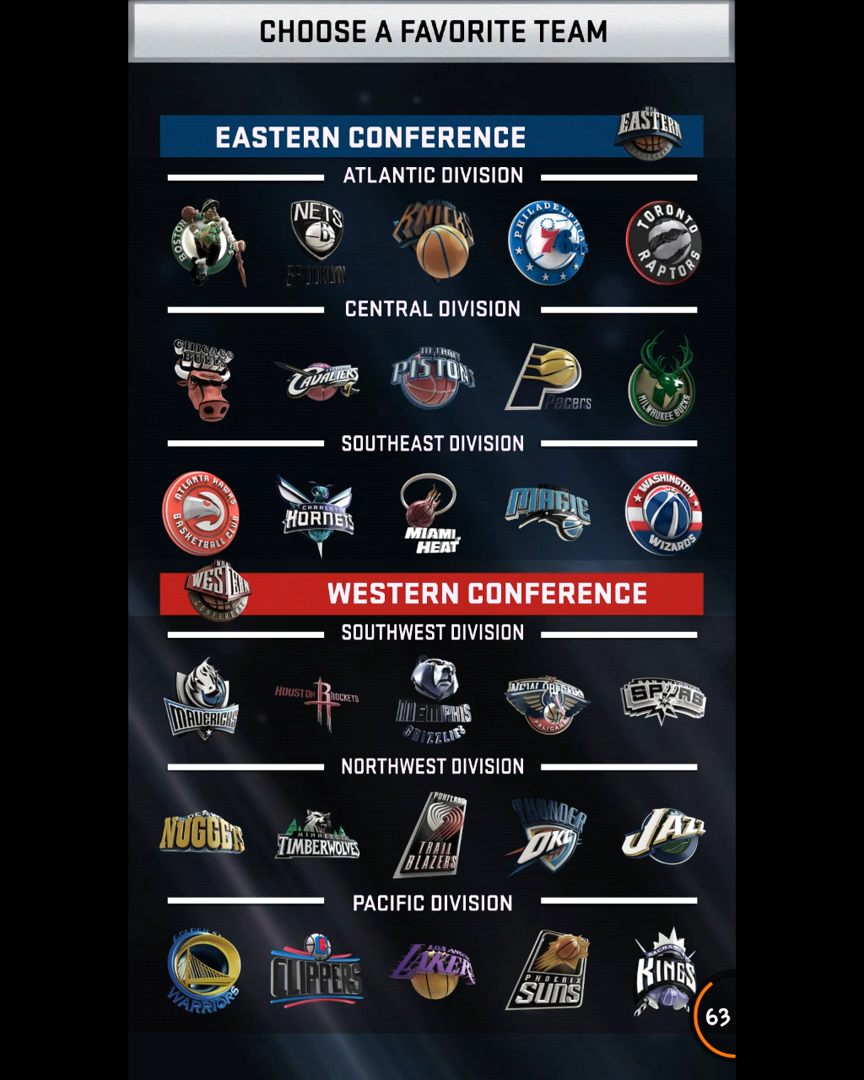 CHOOSE A FAVORITE TEAM
EASTERN CONFERENCE
EASTERN
ATLANTIC DIVISION
BOSTON
NETS
BROOKLYN
KNICKS
PHILADELPHIA
76
TORONTO
RAPTORS
CENTRAL DIVISION
CHICAGO
BULLS
CAVALIERS
DETROIT
PISTONS
Pacers
MILWAUKEE BUCKS
SOUTHEAST DIVISION
ATLANTA HAWKS
BASKETBALL CLUB
CHARLOTTE
HORNETS
MIAMI
HEAT
MAGIC
WASHINGTON
WIZARDS
WESTERN
CONFERENCE
WESTERN CONFERENCE
SOUTHWEST DIVISION
MAVERICKS
HOUSTON ROCKETS
MEMPHIS
GRIZZLIES
NEW ORLEANS
PELICANS
SPURS
NORTHWEST DIVISION
NUGGETS
MINNESOTA
TIMBERWOLVES
PORTLAND
TRAIL
BLAZERS
THUNDER
OKC
JAZZ
PACIFIC DIVISION
WARRIORS
CLIPPERS
LOS ANGELES
LAKERS
PHOENIX
SUNS
KINGS
63